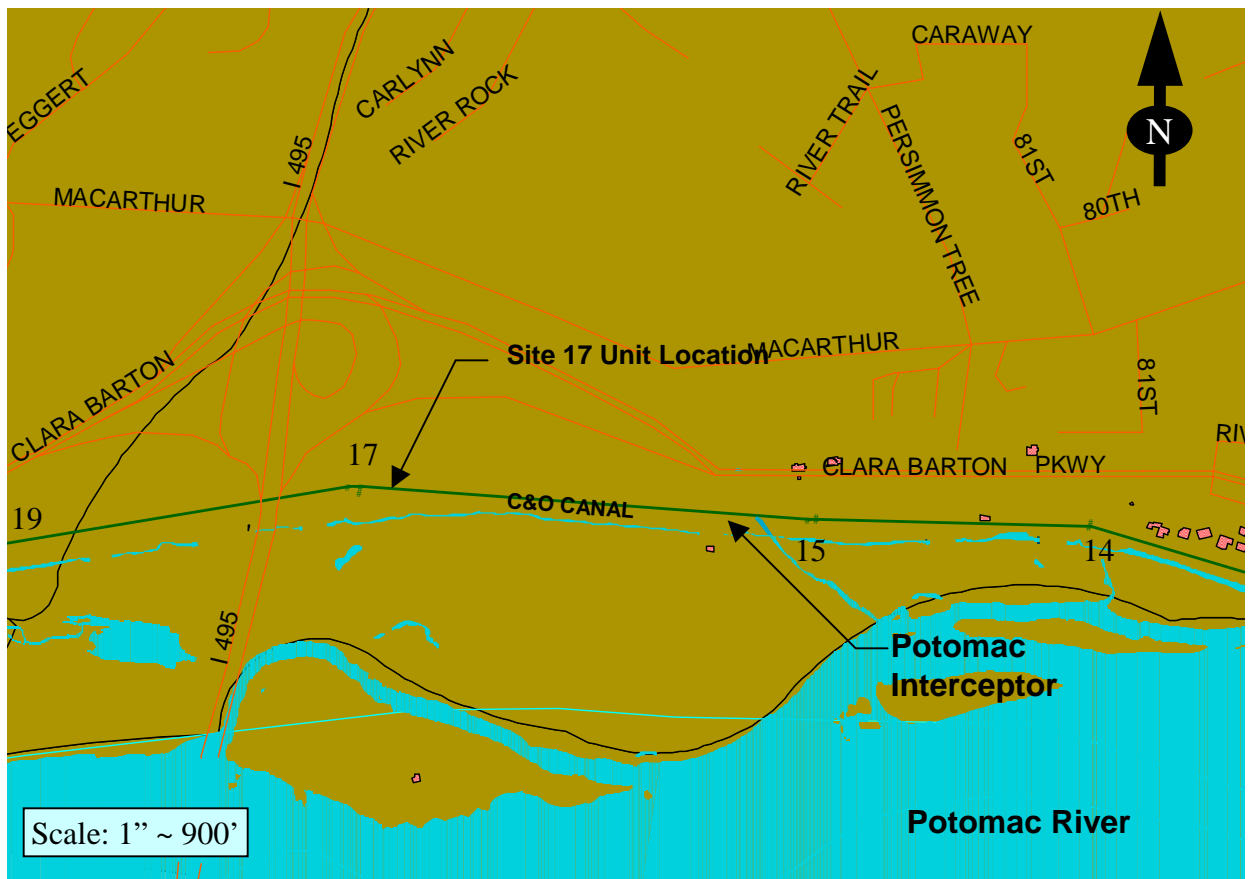 CARAWAY
EGGERT
CARLYNN
RIVER ROCK
RIVER TRAIL
PERSIMMON TREE
81ST
80TH
N
I 495
MACARTHUR
Site 17 Unit Location
MACARTHUR
81ST
CLARA BARTON
RIV
17
CLARA BARTON PKWY
19
C&O CANAL
15
14
I 495
Potomac
Interceptor
Scale: 1” ~ 900’
Potomac River